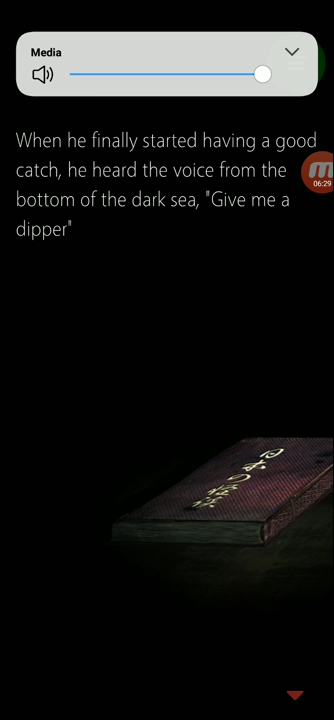 Media
When he finally started having a good
catch, he heard the voice from the
bottom of the dark sea, "Give me a
dipper"
06:29